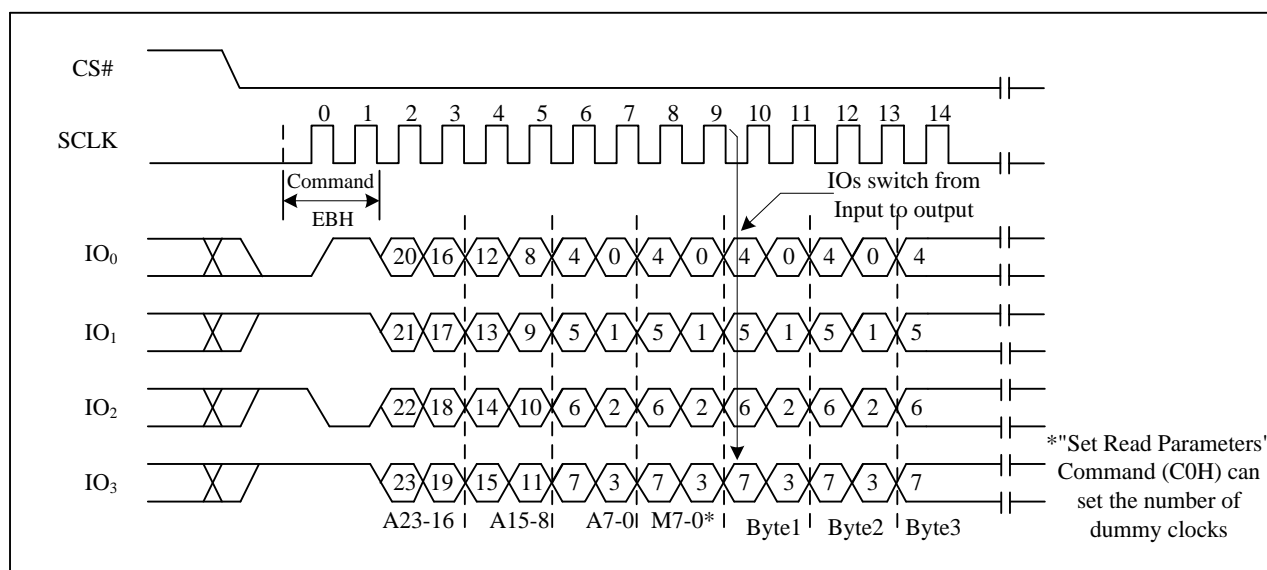 CS#
0 1 2 3 4 5 6 7 8 9 10 11 12 13 14
SCLK
Command
EBH
IOs switch from
Input to output
IO₀ 20 16 12 8 4 0 4 0 4 0 4 0 4
IO₁ 21 17 13 9 5 1 5 1 5 1 5 1 5
IO₂ 22 18 14 10 6 2 6 2 6 2 6 2 6
IO₃ 23 19 15 11 7 3 7 3 7 3 7 3 7
A23-16 A15-8 A7-0 M7-0* Byte1 Byte2 Byte3
*"Set Read Parameters"
Command (C0H) can
set the number of
dummy clocks